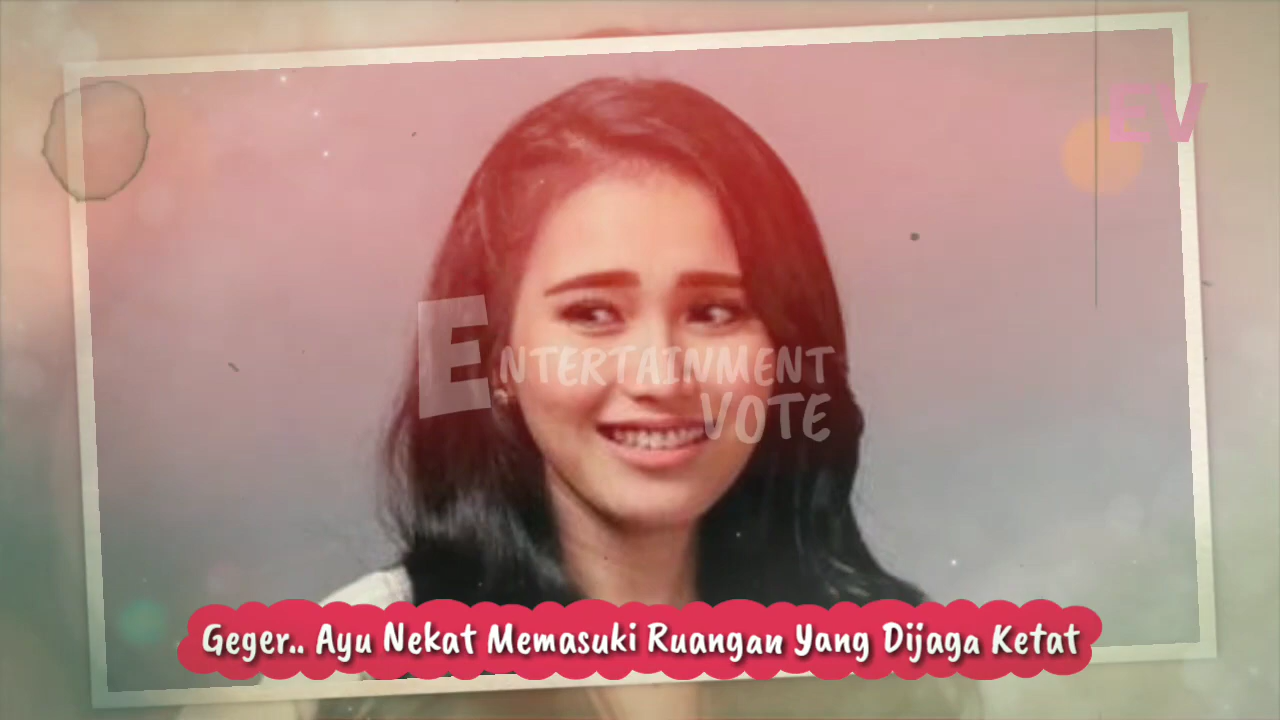 EV
ENTERTAINMENT
VOTE
Geger.. Ayu Nekat Memasuki Ruangan Yang Dijaga Ketat